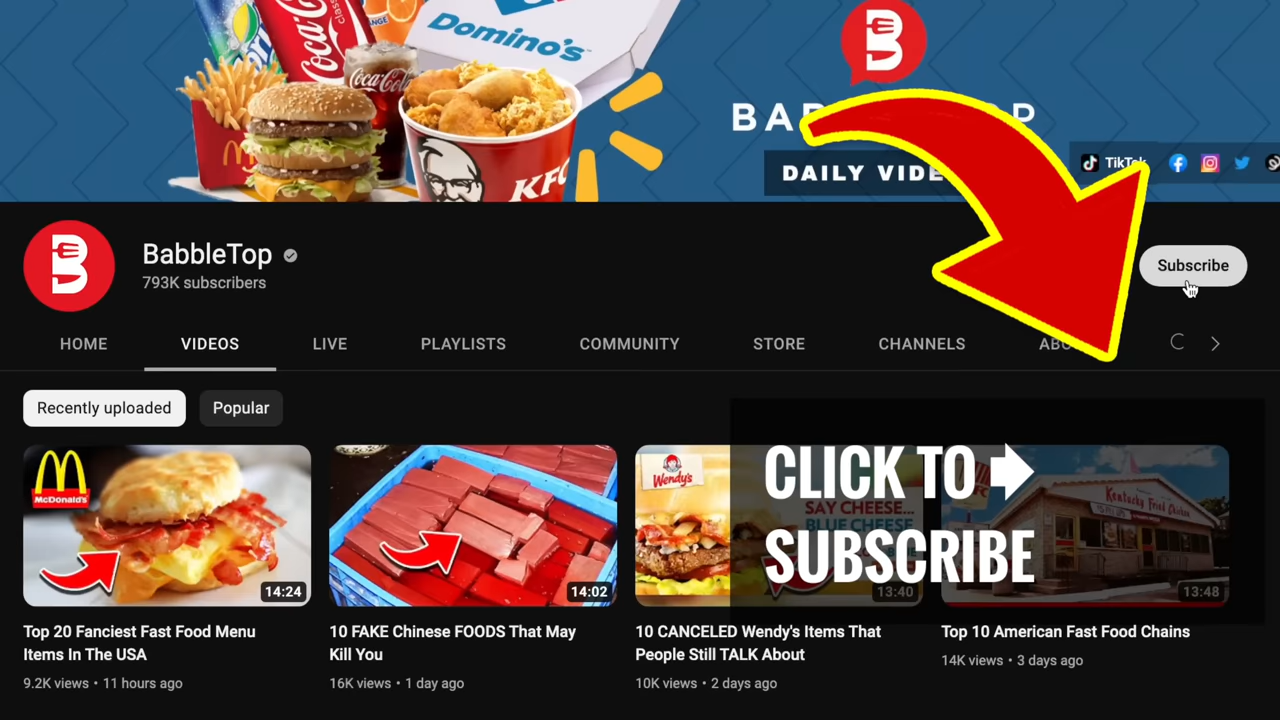 Coca-Cola
Classic
Domino's
Coca-Cola
KFC
DAILY VIDE
TikTok
BabbleTop
793K subscribers
Subscribe
HOME
VIDEOS
LIVE
PLAYLISTS
COMMUNITY
STORE
CHANNELS
Recently uploaded
Popular
McDonald's
Wendy's
SAY CHEESE...
BLUE CHEESE
Kentucky Fried Chicken
CLICK TO
SUBSCRIBE
14:24
14:02
13:40
13:48
Top 20 Fanciest Fast Food Menu
Items In The USA
9.2K views • 11 hours ago
10 FAKE Chinese FOODS That May
Kill You
16K views • 1 day ago
10 CANCELED Wendy's Items That
People Still TALK About
10K views • 2 days ago
Top 10 American Fast Food Chains
14K views • 3 days ago